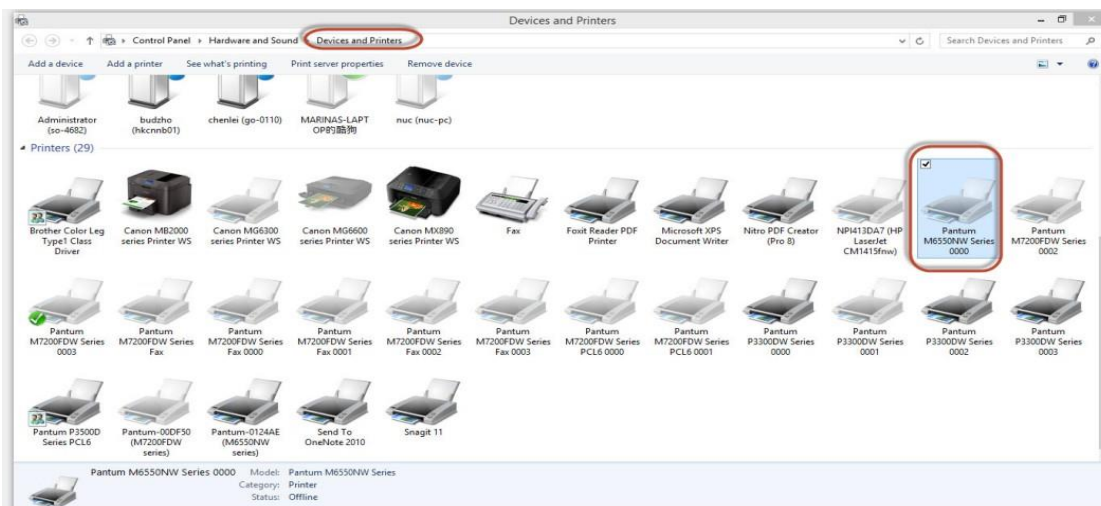 Devices and Printers
Control Panel Hardware and Sound Devices and Printers Search Devices and Printers
Add a device Add a printer See what's printing Print server properties Remove device
Administrator (so-4682)
budzho (hkcnnb01)
chenlei (go-0110)
MARINAS-LAPT OP的酷狗
nuc (nuc-pc)
Printers (29)
Brother Color Leg Type1 Class Driver
Canon MB2000 series Printer WS
Canon MG6300 series Printer WS
Canon MG6600 series Printer WS
Canon MX890 series Printer WS
Fax
Foxit Reader PDF Printer
Microsoft XPS Document Writer
Nitro PDF Creator (Pro 8)
NPI413DA7 (HP LaserJet CM1415fnw)
Pantum M6550NW Series 0000
Pantum M7200FDW Series 0002
Pantum M7200FDW Series 0003
Pantum M7200FDW Series Fax
Pantum M7200FDW Series Fax 0000
Pantum M7200FDW Series Fax 0001
Pantum M7200FDW Series Fax 0002
Pantum M7200FDW Series Fax 0003
Pantum M7200FDW Series PCL6 0000
Pantum M7200FDW Series PCL6 0001
Pantum P3300DW Series 0000
Pantum P3300DW Series 0001
Pantum P3300DW Series 0002
Pantum P3300DW Series 0003
Pantum P3500D Series PCL6
Pantum-00DF50 (M7200FDW series)
Pantum-0124AE (M6550NW series)
Send To OneNote 2010
Snagit 11
Pantum M6550NW Series 0000 Model: Pantum M6550NW Series
Category: Printer
Status: Offline